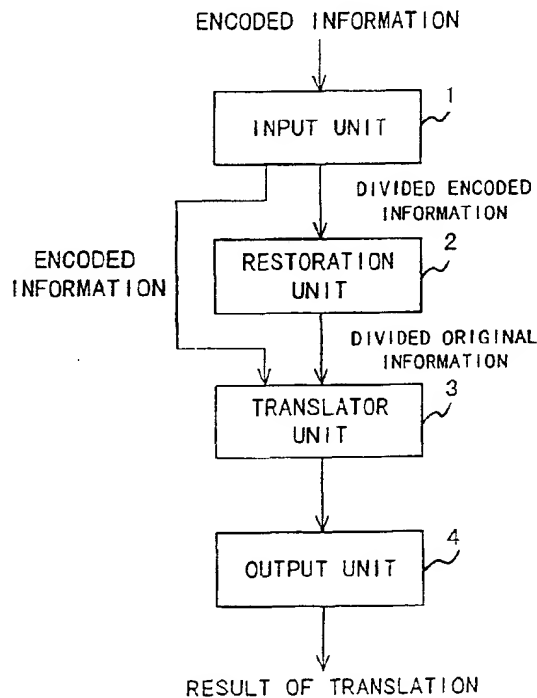 ENCODED INFORMATION
1
INPUT UNIT
DIVIDED ENCODED
INFORMATION
2
ENCODED
INFORMATION
RESTORATION
UNIT
DIVIDED ORIGINAL
INFORMATION
3
TRANSLATOR
UNIT
4
OUTPUT UNIT
RESULT OF TRANSLATION